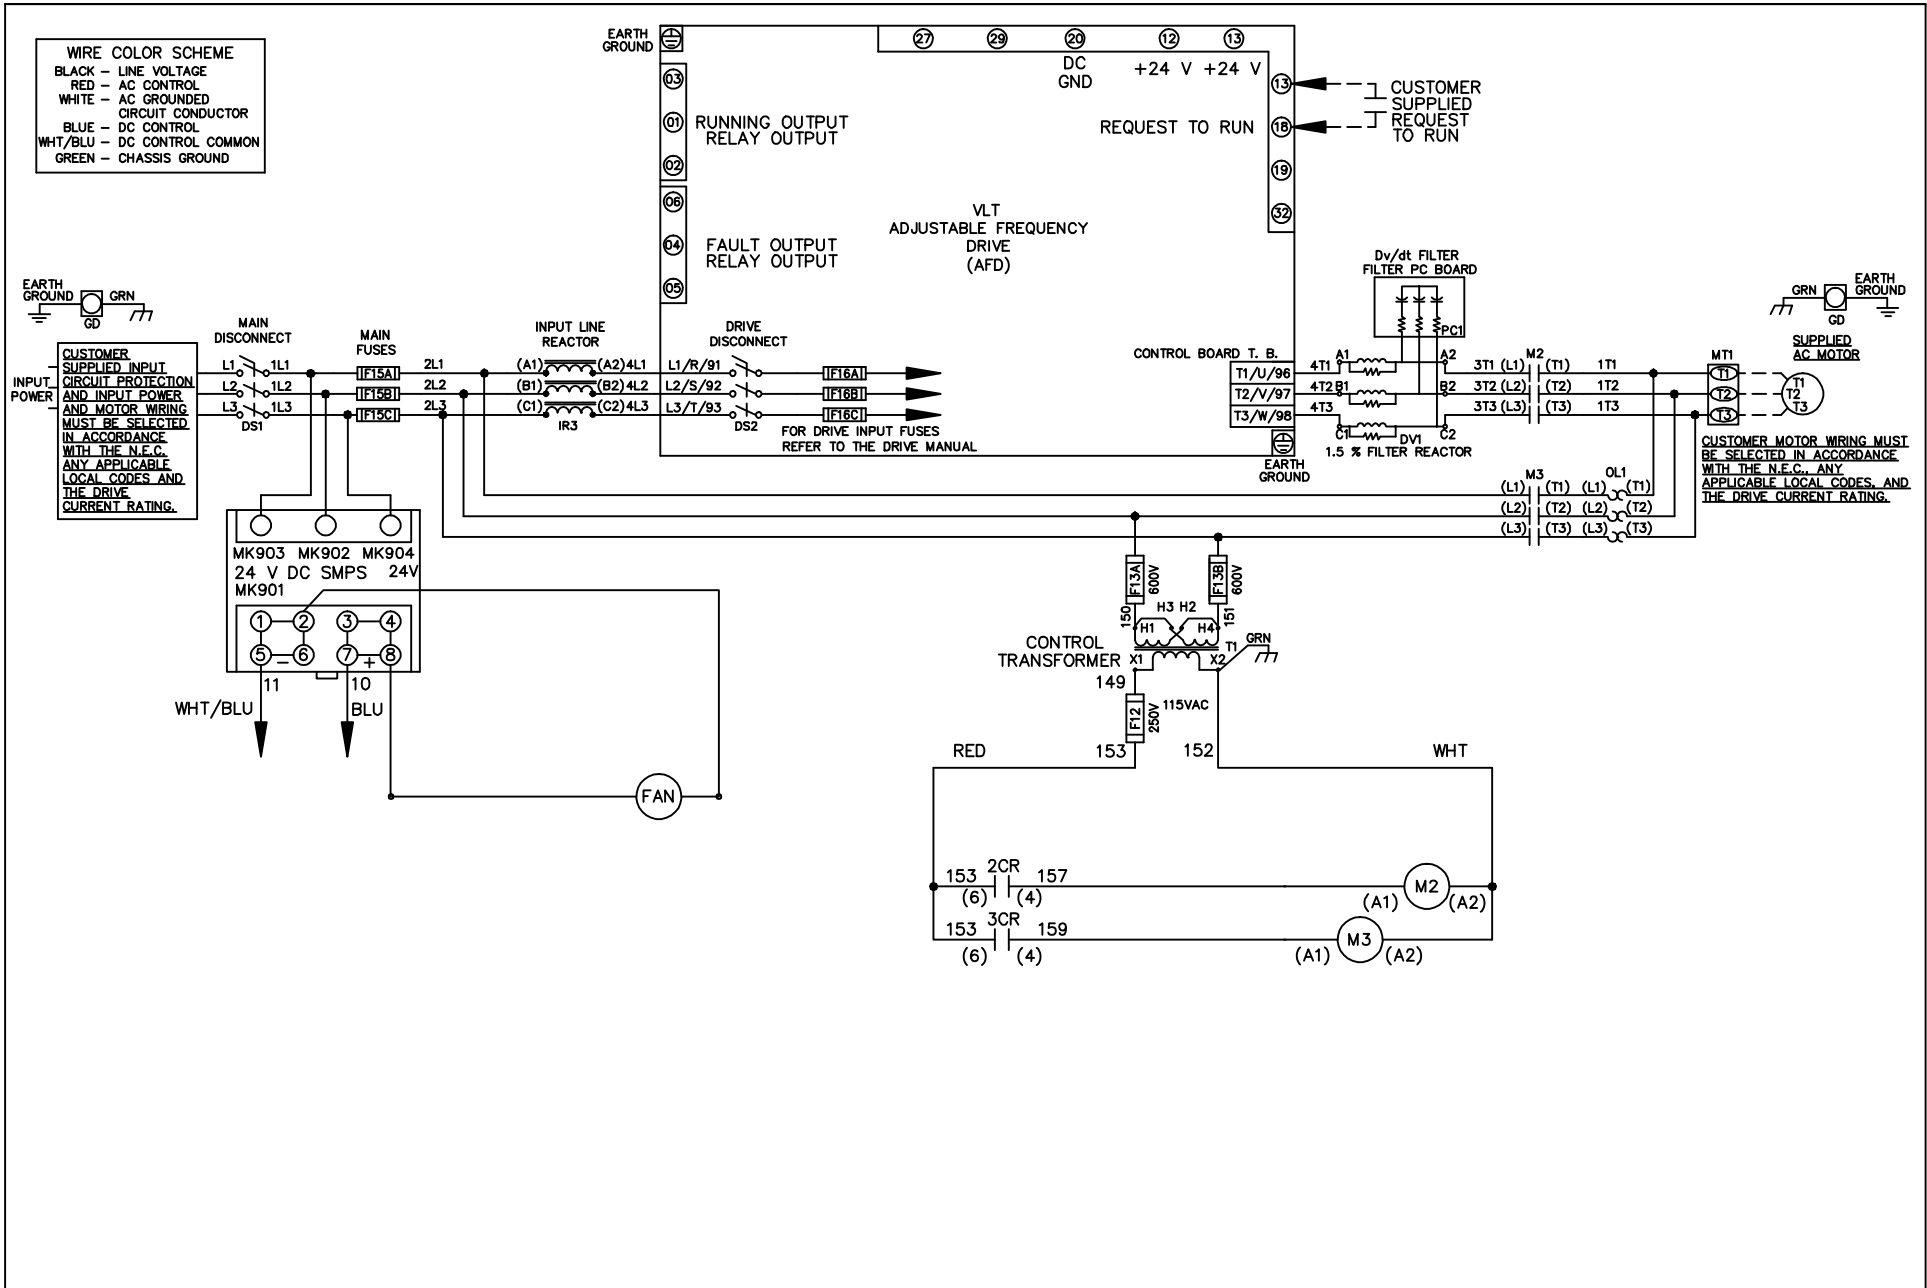 WIRE COLOR SCHEME
BLACK – LINE VOLTAGE
RED – AC CONTROL
WHITE – AC GROUNDED
CIRCUIT CONDUCTOR
BLUE – DC CONTROL
WHT/BLU – DC CONTROL COMMON
GREEN – CHASSIS GROUND
EARTH
GROUND
03
01
02
06
04
05
RUNNING OUTPUT
RELAY OUTPUT
FAULT OUTPUT
RELAY OUTPUT
27
29
20
12
13
DC
GND
+24 V
+24 V
13
18
19
32
REQUEST TO RUN
CUSTOMER
SUPPLIED
REQUEST
TO RUN
VLT
ADJUSTABLE FREQUENCY
DRIVE
(AFD)
EARTH
GROUND
GRN
GD
INPUT
POWER
CUSTOMER
SUPPLIED INPUT
CIRCUIT PROTECTION
AND INPUT POWER
AND MOTOR WIRING
MUST BE SELECTED
IN ACCORDANCE
WITH THE N.E.C.
ANY APPLICABLE
LOCAL CODES AND
THE DRIVE
CURRENT RATING.
MAIN
DISCONNECT
L1 1L1
L2 1L2
L3 1L3
DS1
MAIN
FUSES
F15A
F15B
F15C
2L1
2L2
2L3
INPUT LINE
REACTOR
(A1) (A2) 4L1
(B1) (B2) 4L2
(C1) (C2) 4L3
IR3
DRIVE
DISCONNECT
L1/R/91
L2/S/92
L3/T/93
DS2
F16A
F16B
F16C
FOR DRIVE INPUT FUSES
REFER TO THE DRIVE MANUAL
CONTROL BOARD T. B.
T1/U/96
T2/V/97
T3/W/98
EARTH
GROUND
4T1
4T2
4T3
Dv/dt FILTER
FILTER PC BOARD
PC1
A1 A2
B1 B2
C1 C2
DV1
1.5 % FILTER REACTOR
M2
3T1 (L1) (T1) 1T1
3T2 (L2) (T2) 1T2
3T3 (L3) (T3) 1T3
MT1
T1
T2
T3
GRN
GD
EARTH
GROUND
SUPPLIED
AC MOTOR
T1
T2
T3
CUSTOMER MOTOR WIRING MUST
BE SELECTED IN ACCORDANCE
WITH THE N.E.C., ANY
APPLICABLE LOCAL CODES, AND
THE DRIVE CURRENT RATING.
M3 OL1
(L1) (T1) (L1) (T1)
(L2) (T2) (L2) (T2)
(L3) (T3) (L3) (T3)
MK903 MK902 MK904
24 V DC SMPS 24V
MK901
1 2 3 4
5 – 6 7 + 8
11
10
WHT/BLU
BLU
FAN
F13A
600V
F13B
600V
150
151
H3 H2
H1
H4
CONTROL
TRANSFORMER
X1
X2
T1
GRN
149
F12
250V
115VAC
RED
153
152
WHT
153 2CR 157
(6) (4)
M2
(A1) (A2)
153 3CR 159
(6) (4)
M3
(A1) (A2)